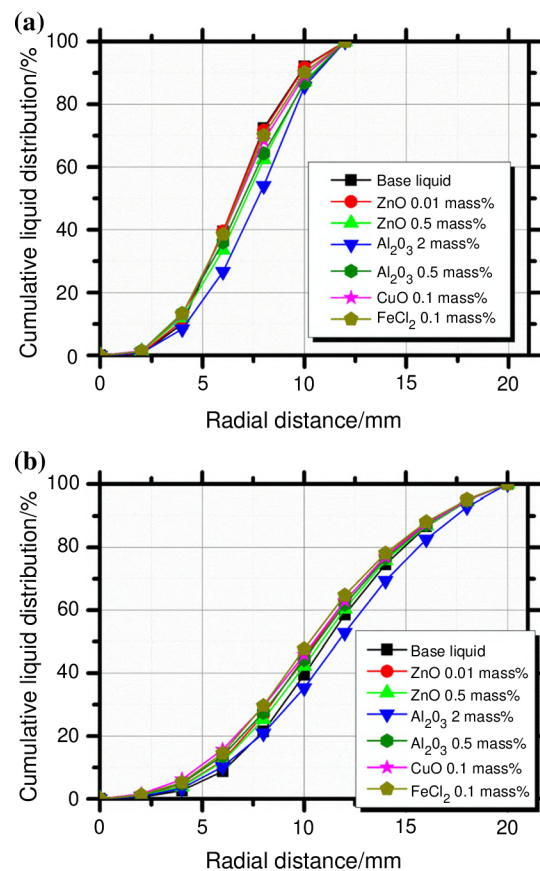 (a)
Cumulative liquid distribution/%
100
80
60
40
20
0
Base liquid
ZnO 0.01 mass%
ZnO 0.5 mass%
Al₂0₃ 2 mass%
Al₂0₃ 0.5 mass%
CuO 0.1 mass%
FeCl₂ 0.1 mass%
0 5 10 15 20
Radial distance/mm
(b)
Cumulative liquid distribution/%
100
80
60
40
20
0
Base liquid
ZnO 0.01 mass%
ZnO 0.5 mass%
Al₂0₃ 2 mass%
Al₂0₃ 0.5 mass%
CuO 0.1 mass%
FeCl₂ 0.1 mass%
0 5 10 15 20
Radial distance/mm